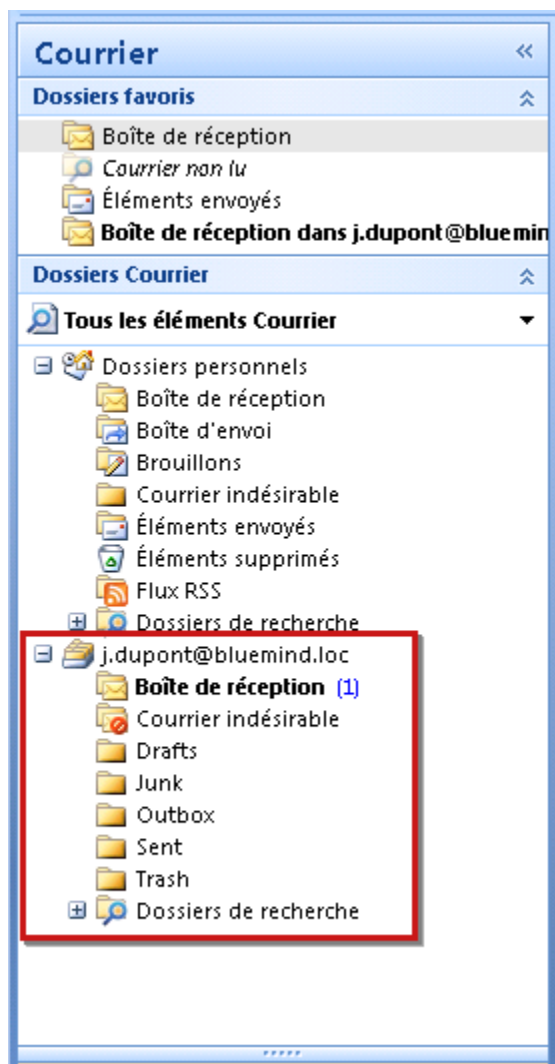 Courrier
Dossiers favoris
Boîte de réception
Courrier non lu
Éléments envoyés
Boîte de réception dans j.dupont@bluemin
Dossiers Courrier
Tous les éléments Courrier
Dossiers personnels
Boîte de réception
Boîte d'envoi
Brouillons
Courrier indésirable
Éléments envoyés
Éléments supprimés
Flux RSS
Dossiers de recherche
j.dupont@bluemind.loc
Boîte de réception (1)
Courrier indésirable
Drafts
Junk
Outbox
Sent
Trash
Dossiers de recherche